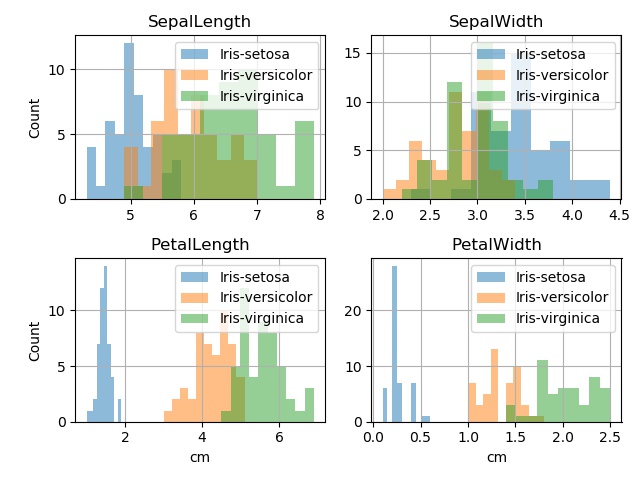 SepalLength
SepalWidth
Count
10
5
0
5
6
7
8
Iris-setosa
Iris-versicolor
Iris-virginica
15
10
5
0
2.0
2.5
3.0
3.5
4.0
4.5
Iris-setosa
Iris-versicolor
Iris-virginica
PetalLength
PetalWidth
Count
10
5
0
2
4
6
cm
Iris-setosa
Iris-versicolor
Iris-virginica
20
10
0
0.0
0.5
1.0
1.5
2.0
2.5
cm
Iris-setosa
Iris-versicolor
Iris-virginica